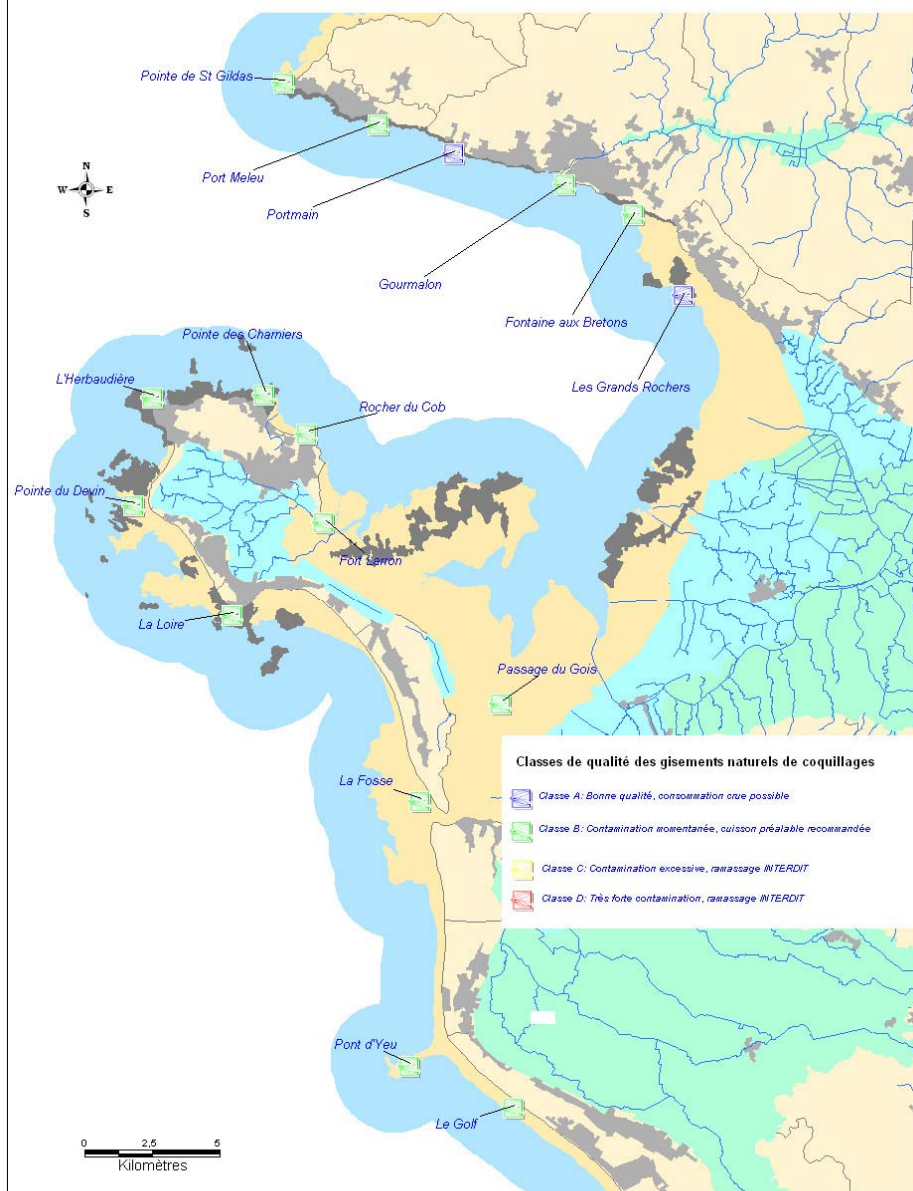 Pointe de St Gildas
Port Meleu
Portmain
Gourmalon
Fontaine aux Bretons
Les Grands Rochers
N
W E
S
Pointe des Charniers
L'Herbaudière
Rocher du Cob
Pointe du Devin
Fort Larron
La Loire
Passage du Gois
La Fosse
Classes de qualité des gisements naturels de coquillages
Classe A: Bonne qualité, consommation crue possible
Classe B: Contamination momentanée, cuisson préalable recommandée
Classe C: Contamination excessive, ramassage INTERDIT
Classe D: Très forte contamination, ramassage INTERDIT
Pont d'Yeu
Le Golf
0 2,5 5
Kilomètres